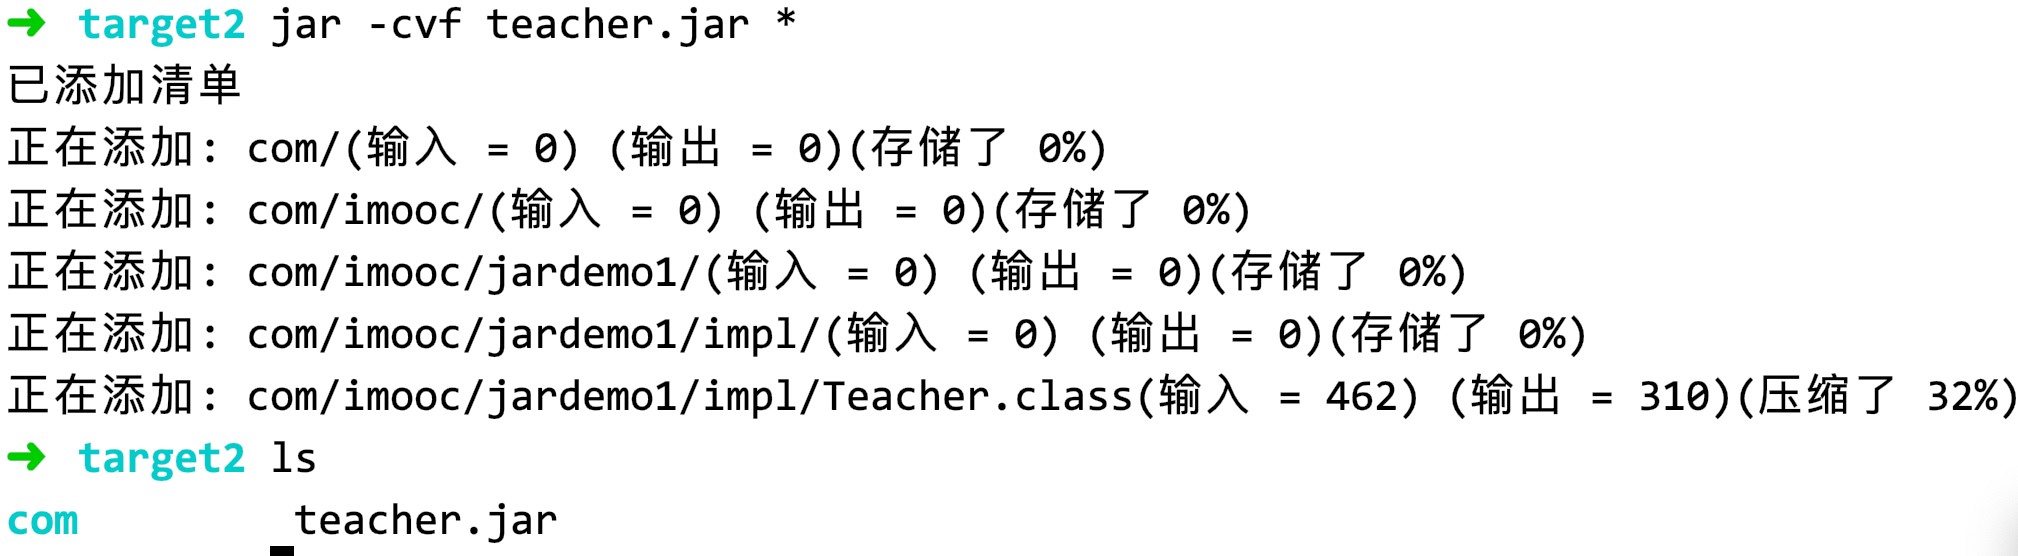 ➜ target2 jar -cvf teacher.jar *
已添加清单
正在添加: com/(输入 = 0) (输出 = 0)(存储了 0%)
正在添加: com/imooc/(输入 = 0) (输出 = 0)(存储了 0%)
正在添加: com/imooc/jardemo1/(输入 = 0) (输出 = 0)(存储了 0%)
正在添加: com/imooc/jardemo1/impl/(输入 = 0) (输出 = 0)(存储了 0%)
正在添加: com/imooc/jardemo1/impl/Teacher.class(输入 = 462) (输出 = 310)(压缩了 32%)
➜ target2 ls
com teacher.jar